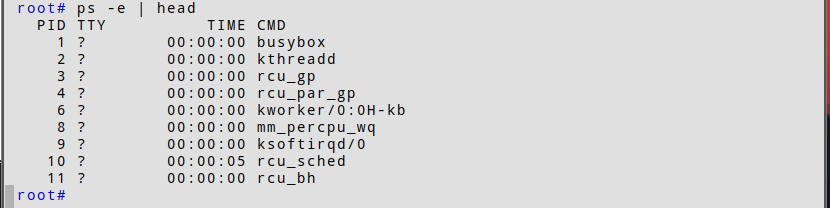 root# ps -e | head
  PID TTY          TIME CMD
    1 ?        00:00:00 busybox
    2 ?        00:00:00 kthreadd
    3 ?        00:00:00 rcu_gp
    4 ?        00:00:00 rcu_par_gp
    6 ?        00:00:00 kworker/0:0H-kb
    8 ?        00:00:00 mm_percpu_wq
    9 ?        00:00:00 ksoftirqd/0
   10 ?        00:00:05 rcu_sched
   11 ?        00:00:00 rcu_bh
root#